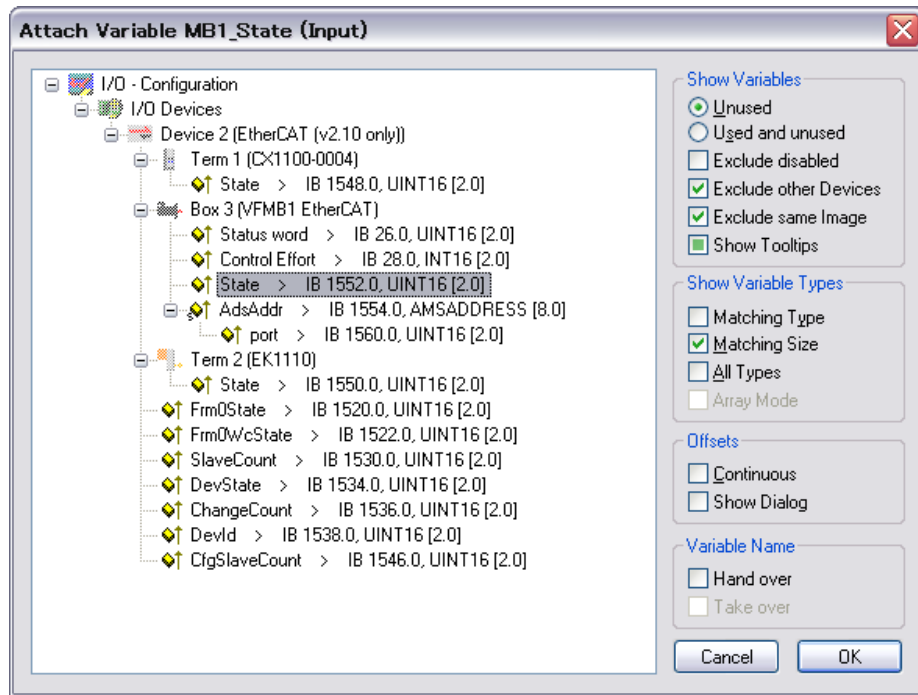 Attach Variable MB1_State (Input)
I/O - Configuration
I/O Devices
Device 2 (EtherCAT (v2.10 only))
Term 1 (CX1100-0004)
State > IB 1548.0, UINT16 [2.0]
Box 3 (VFMB1 EtherCAT)
Status word > IB 26.0, UINT16 [2.0]
Control Effort > IB 28.0, INT16 [2.0]
State > IB 1552.0, UINT16 [2.0]
AdsAddr > IB 1554.0, AMSADDRESS [8.0]
port > IB 1560.0, UINT16 [2.0]
Term 2 (EK1110)
State > IB 1550.0, UINT16 [2.0]
Frm0State > IB 1520.0, UINT16 [2.0]
Frm0WcState > IB 1522.0, UINT16 [2.0]
SlaveCount > IB 1530.0, UINT16 [2.0]
DevState > IB 1534.0, UINT16 [2.0]
ChangeCount > IB 1536.0, UINT16 [2.0]
DevId > IB 1538.0, UINT16 [2.0]
CfgSlaveCount > IB 1546.0, UINT16 [2.0]
Show Variables
Unused
Used and unused
Exclude disabled
Exclude other Devices
Exclude same Image
Show Tooltips
Show Variable Types
Matching Type
Matching Size
All Types
Array Mode
Offsets
Continuous
Show Dialog
Variable Name
Hand over
Take over
Cancel
OK